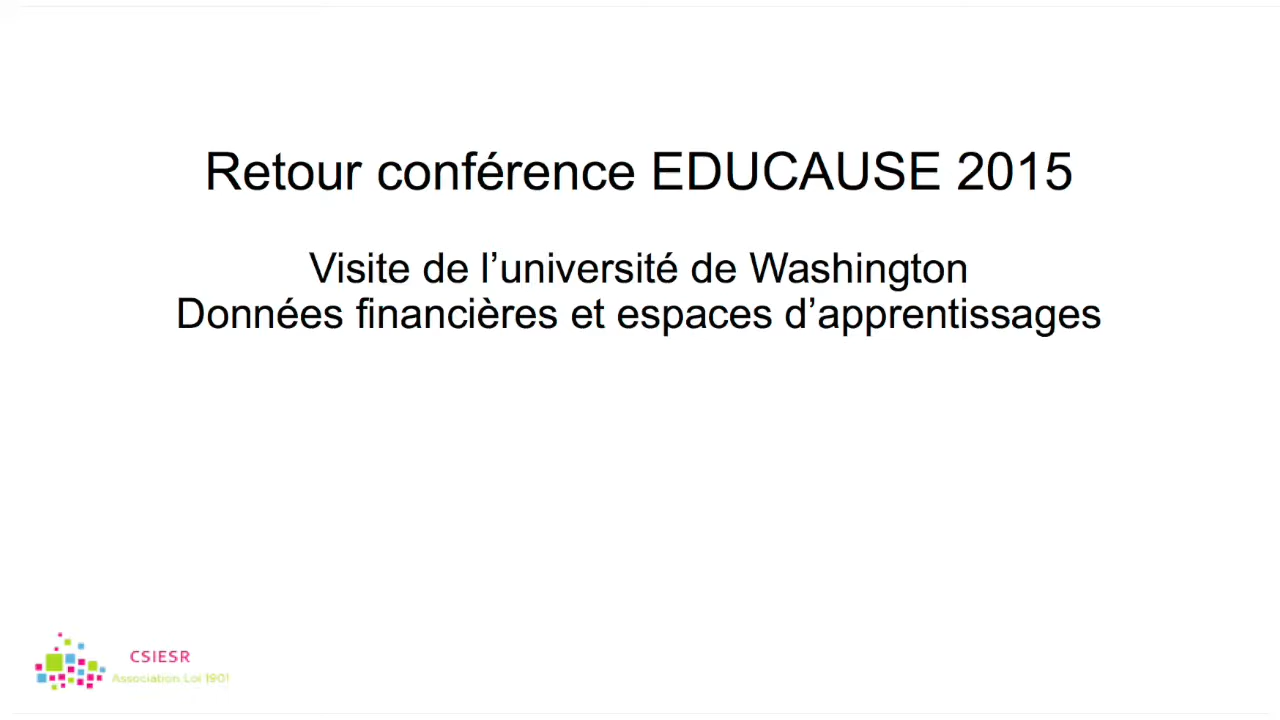 Retour conférence EDUCAUSE 2015
Visite de l’université de Washington
Données financières et espaces d’apprentissages
CSIESR
Association Loi 1901